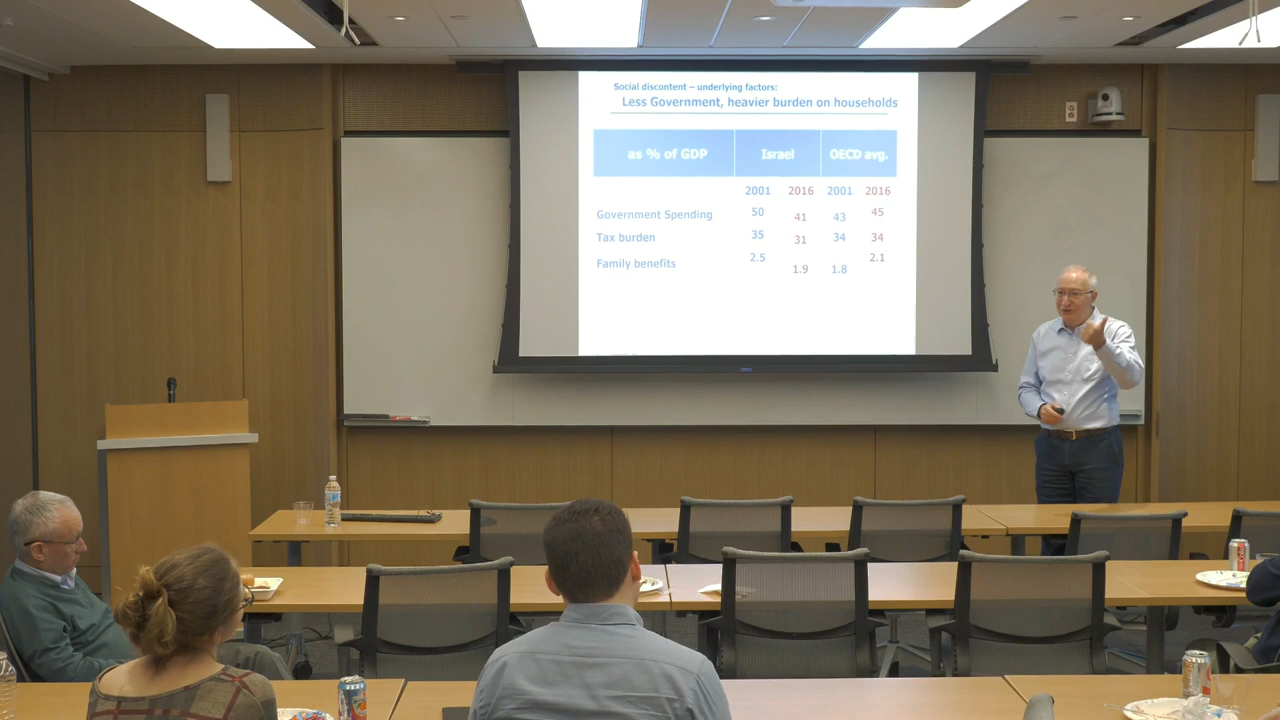 Social discontent – underlying factors:
Less Government, heavier burden on households
as % of GDP Israel OECD avg.
2001 2016 2001 2016
Government Spending 50 41 43 45
Tax burden 35 31 34 34
Family benefits 2.5 1.9 1.8 2.1